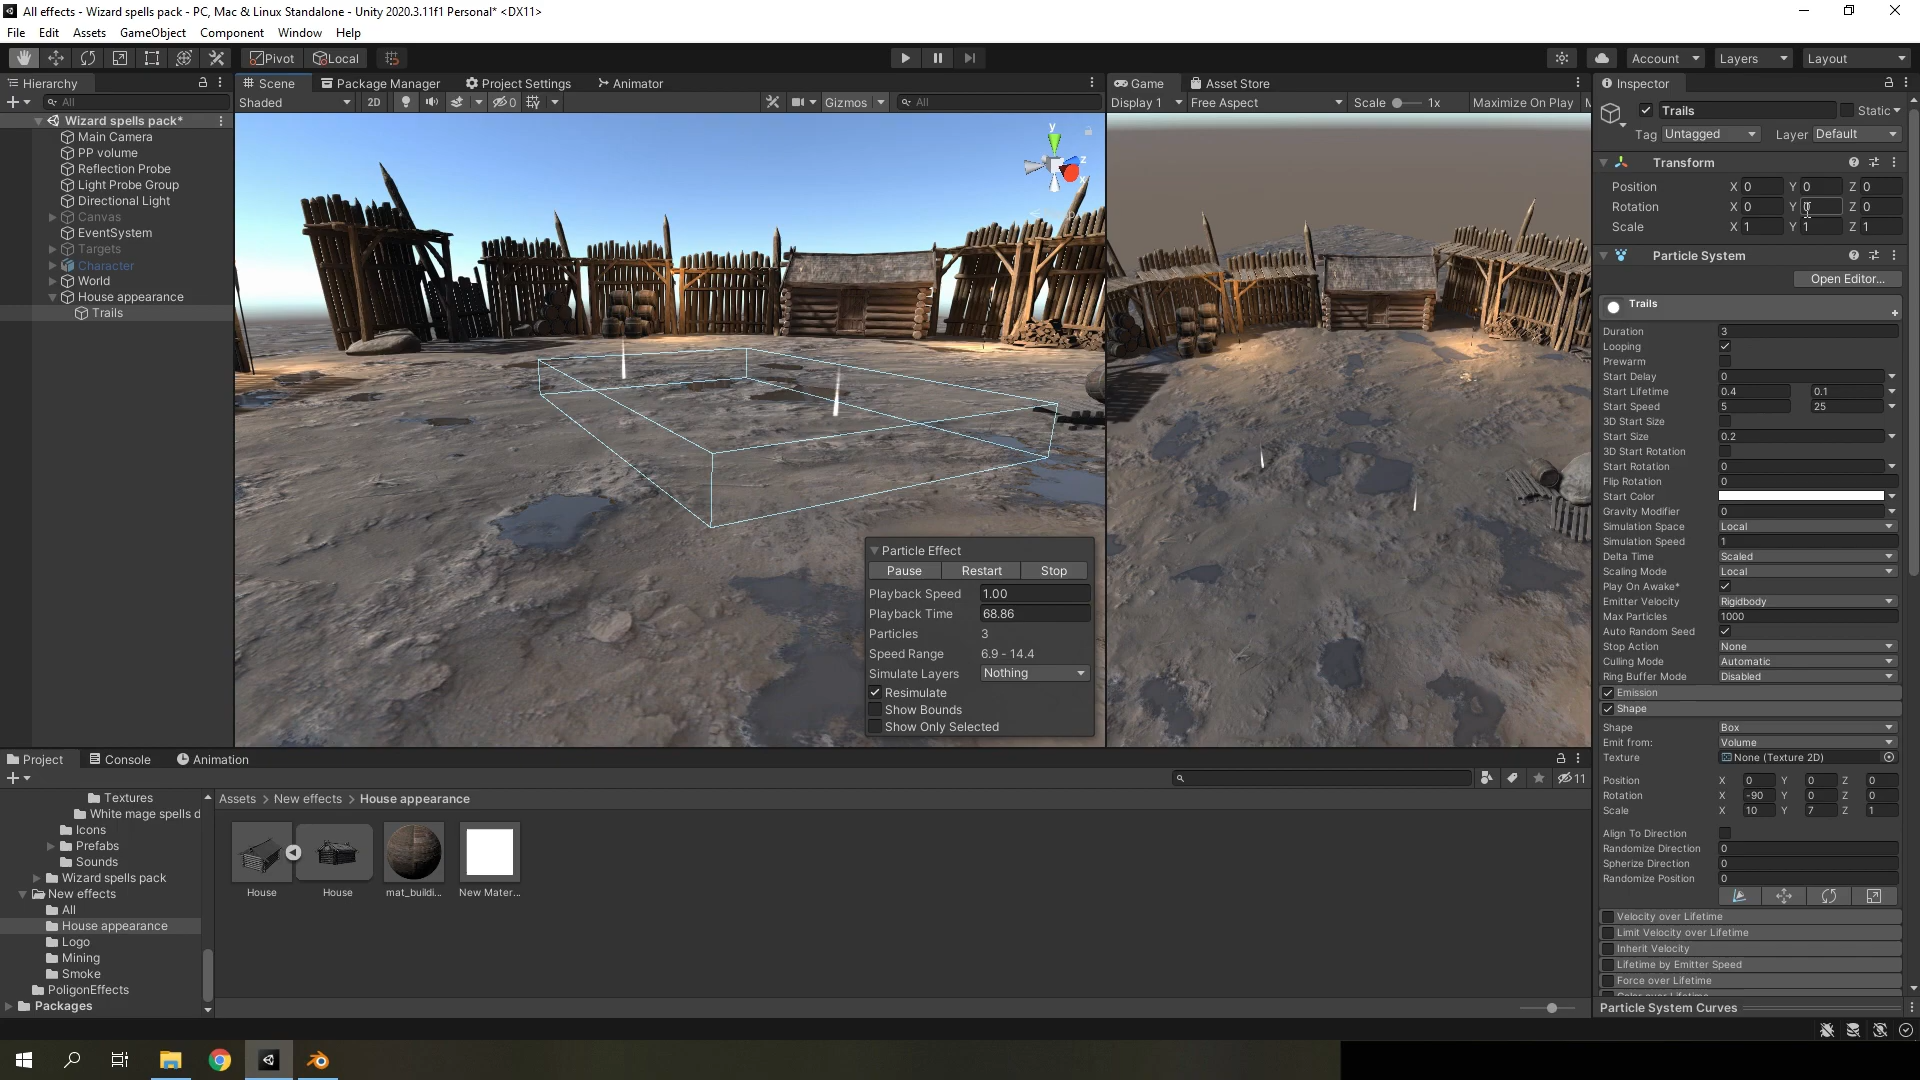 All effects - Wizard spells pack - PC, Mac & Linux Standalone - Unity 2020.3.11f1 Personal* <DX11>
File Edit Assets GameObject Component Window Help
Pivot Local Account Layers Layout
Hierarchy
All
Wizard spells pack*
Main Camera
PP volume
Reflection Probe
Light Probe Group
Directional Light
Canvas
EventSystem
Targets
Character
World
House appearance
Trails
Scene Package Manager Project Settings Animator
Shaded 2D 0 Gizmos All
y
z
x
Particle Effect
Pause Restart Stop
Playback Speed 1.00
Playback Time 68.86
Particles 3
Speed Range 6.9 - 14.4
Simulate Layers Nothing
Resimulate
Show Bounds
Show Only Selected
Game Asset Store
Display 1 Free Aspect Scale 1x Maximize On Play
Inspector
Trails Static
Tag Untagged Layer Default
Transform
Position X 0 Y 0 Z 0
Rotation X 0 Y 0 Z 0
Scale X 1 Y 1 Z 1
Particle System
Open Editor...
Trails
Duration 3
Looping
Prewarm
Start Delay 0
Start Lifetime 0.4 0.1
Start Speed 5 25
3D Start Size
Start Size 0.2
3D Start Rotation
Start Rotation 0
Flip Rotation 0
Start Color
Gravity Modifier 0
Simulation Space Local
Simulation Speed 1
Delta Time Scaled
Scaling Mode Local
Play On Awake*
Emitter Velocity Rigidbody
Max Particles 1000
Auto Random Seed
Stop Action None
Culling Mode Automatic
Ring Buffer Mode Disabled
Emission
Shape
Shape Box
Emit from: Volume
Texture None (Texture 2D)
Position X 0 Y 0 Z 0
Rotation X -90 Y 0 Z 0
Scale X 10 Y 7 Z 1
Align To Direction
Randomize Direction 0
Spherize Direction 0
Randomize Position 0
Velocity over Lifetime
Limit Velocity over Lifetime
Inherit Velocity
Lifetime by Emitter Speed
Force over Lifetime
Particle System Curves
Project Console Animation
11
Textures
White mage spells d
Icons
Prefabs
Sounds
Wizard spells pack
New effects
All
House appearance
Logo
Mining
Smoke
PoligonEffects
Packages
Assets > New effects > House appearance
House House mat_buildi... New Mater...